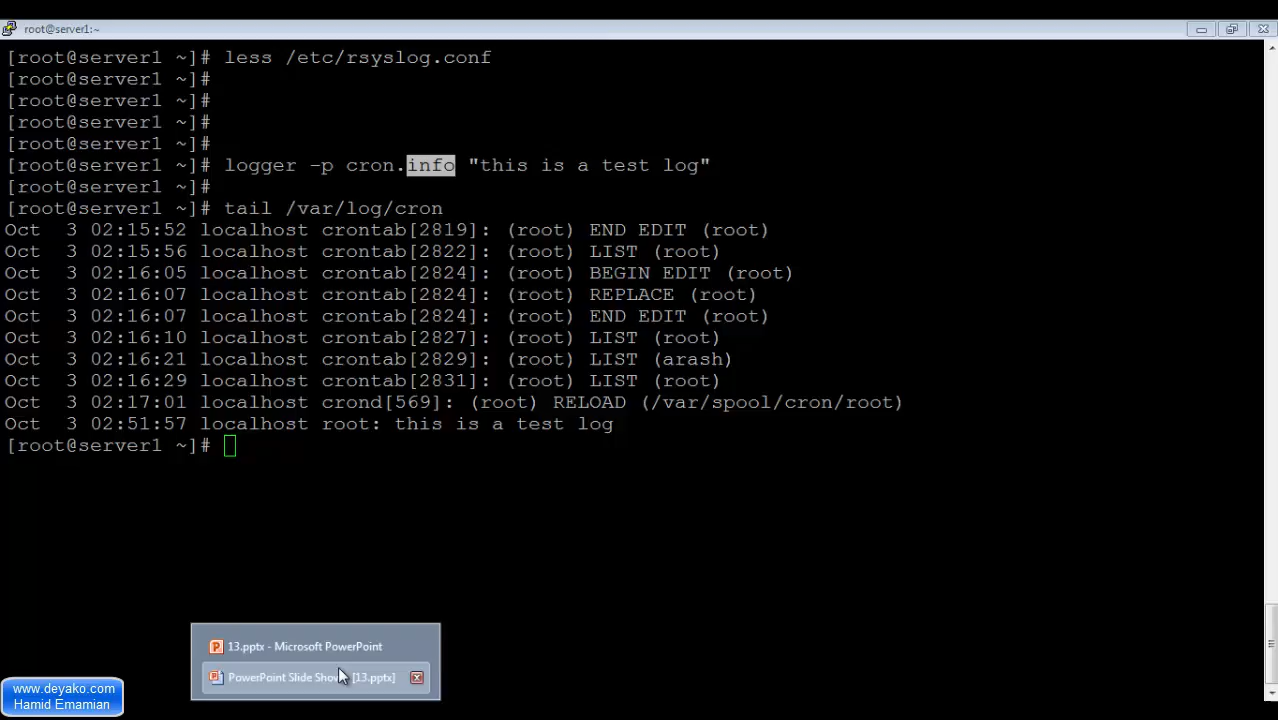 root@server1:~
[root@server1 ~]# less /etc/rsyslog.conf
[root@server1 ~]#
[root@server1 ~]#
[root@server1 ~]#
[root@server1 ~]#
[root@server1 ~]# logger -p cron.info "this is a test log"
[root@server1 ~]#
[root@server1 ~]# tail /var/log/cron
Oct  3 02:15:52 localhost crontab[2819]: (root) END EDIT (root)
Oct  3 02:15:56 localhost crontab[2822]: (root) LIST (root)
Oct  3 02:16:05 localhost crontab[2824]: (root) BEGIN EDIT (root)
Oct  3 02:16:07 localhost crontab[2824]: (root) REPLACE (root)
Oct  3 02:16:07 localhost crontab[2824]: (root) END EDIT (root)
Oct  3 02:16:10 localhost crontab[2827]: (root) LIST (root)
Oct  3 02:16:21 localhost crontab[2829]: (root) LIST (arash)
Oct  3 02:16:29 localhost crontab[2831]: (root) LIST (root)
Oct  3 02:17:01 localhost crond[569]: (root) RELOAD (/var/spool/cron/root)
Oct  3 02:51:57 localhost root: this is a test log
[root@server1 ~]#
13.pptx - Microsoft PowerPoint
PowerPoint Slide [13.pptx]
www.deyako.com
Hamid Emamian